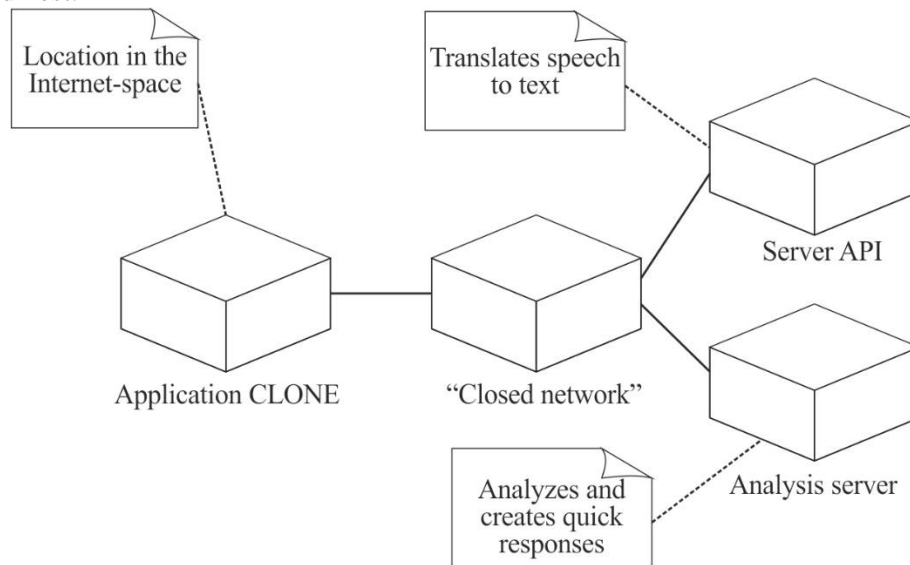 Location in the
Internet-space
Translates speech
to text
Server API
Application CLONE
“Closed network”
Analysis server
Analyzes and
creates quick
responses